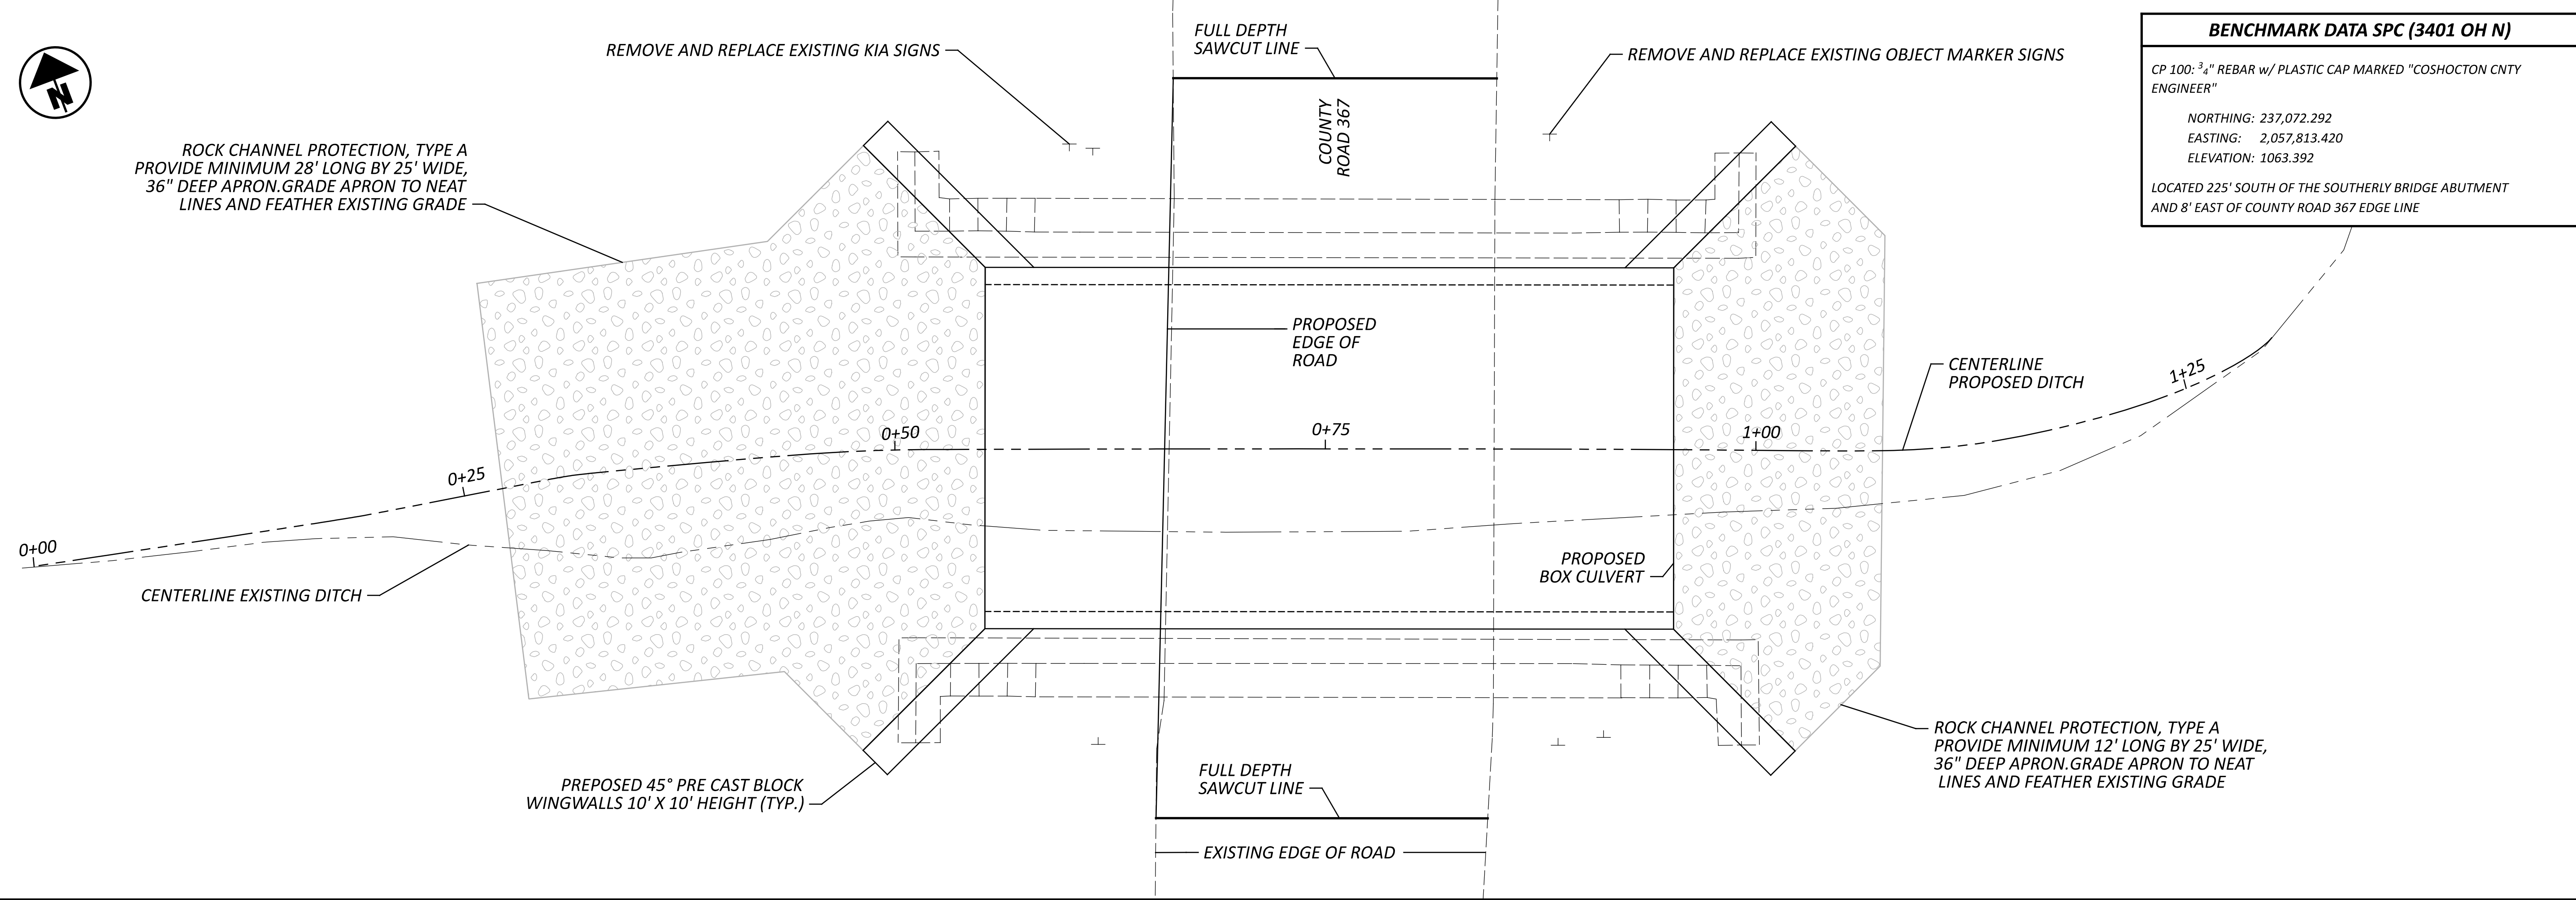 REMOVE AND REPLACE EXISTING KIA SIGNS
FULL DEPTH
SAWCUT LINE
REMOVE AND REPLACE EXISTING OBJECT MARKER SIGNS
BENCHMARK DATA SPC (3401 OH N)
CP 100: 3/4" REBAR w/ PLASTIC CAP MARKED "COSHOCTON CNTY
ENGINEER"
NORTHING: 237,072.292
EASTING: 2,057,813.420
ELEVATION: 1063.392
LOCATED 225' SOUTH OF THE SOUTHERLY BRIDGE ABUTMENT
AND 8' EAST OF COUNTY ROAD 367 EDGE LINE
N
COUNTY
ROAD 367
ROCK CHANNEL PROTECTION, TYPE A
PROVIDE MINIMUM 28' LONG BY 25' WIDE,
36" DEEP APRON.GRADE APRON TO NEAT
LINES AND FEATHER EXISTING GRADE
PROPOSED
EDGE OF
ROAD
CENTERLINE
PROPOSED DITCH
0+00
0+25
0+50
0+75
1+00
1+25
CENTERLINE EXISTING DITCH
PROPOSED
BOX CULVERT
PREPOSED 45° PRE CAST BLOCK
WINGWALLS 10' X 10' HEIGHT (TYP.)
FULL DEPTH
SAWCUT LINE
ROCK CHANNEL PROTECTION, TYPE A
PROVIDE MINIMUM 12' LONG BY 25' WIDE,
36" DEEP APRON.GRADE APRON TO NEAT
LINES AND FEATHER EXISTING GRADE
EXISTING EDGE OF ROAD